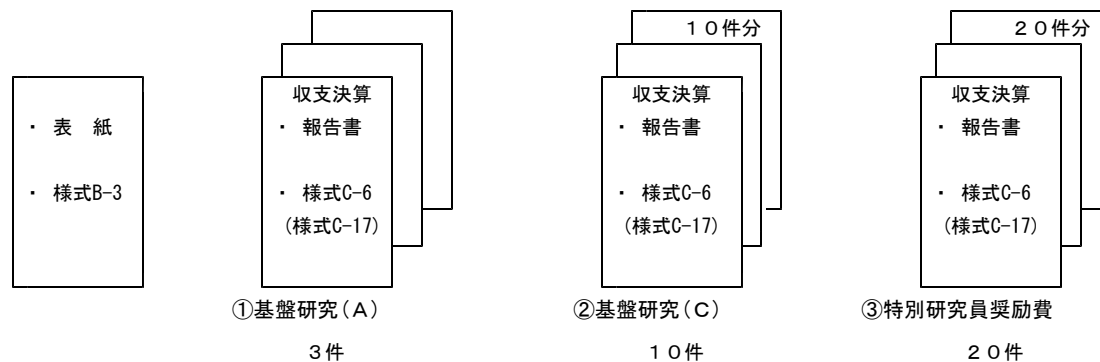 ・ 表　紙
・ 様式B-3
収支決算
・ 報告書
・ 様式C-6
(様式C-17)
①基盤研究(A)
3件
10件分
収支決算
・ 報告書
・ 様式C-6
(様式C-17)
②基盤研究(C)
10件
20件分
収支決算
・ 報告書
・ 様式C-6
(様式C-17)
③特別研究員奨励費
20件